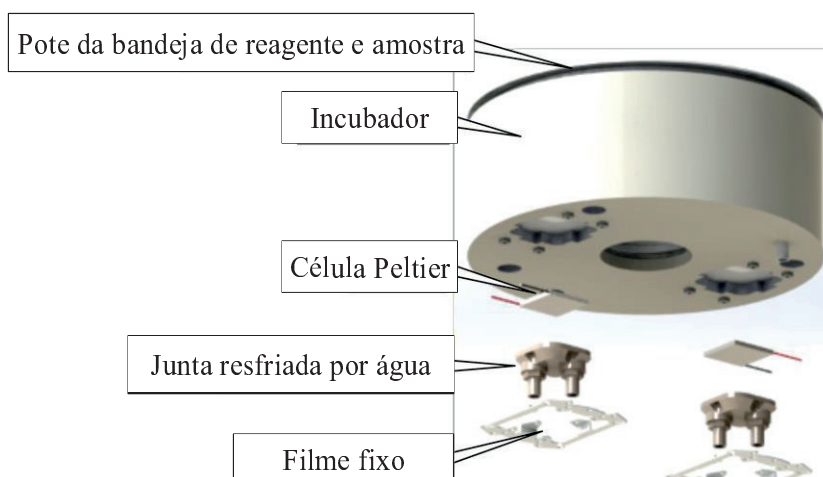 Pote da bandeja de reagente e amostra
Incubador
Célula Peltier
Junta resfriada por água
Filme fixo